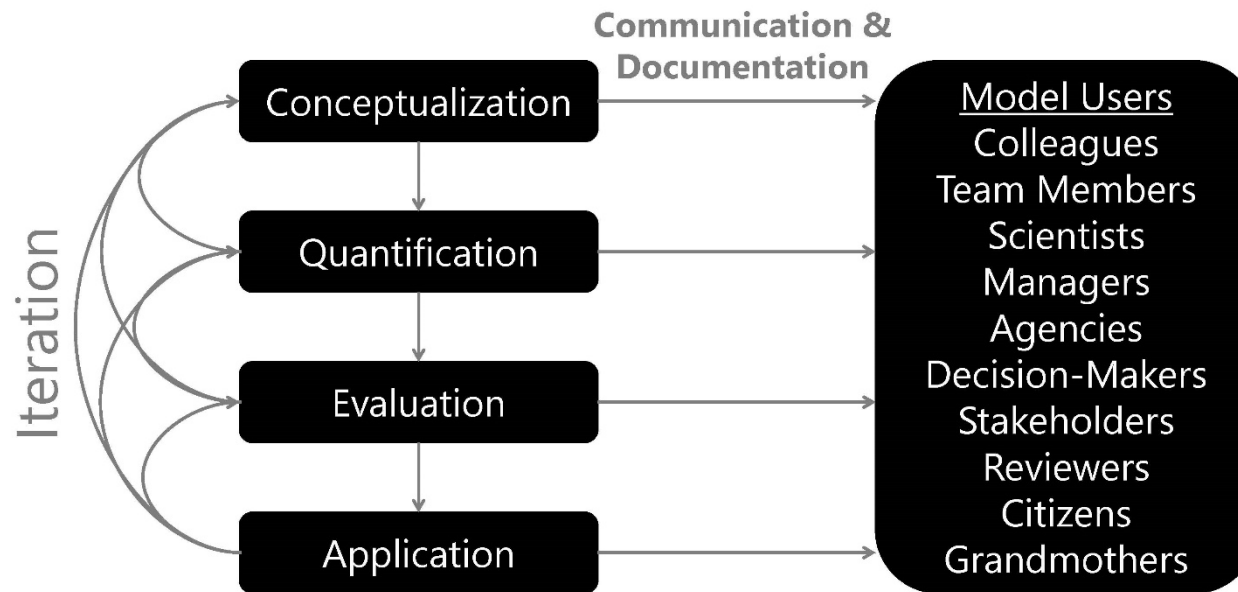 Communication &
Documentation
Conceptualization
Quantification
Evaluation
Application
Iteration
Model Users
Colleagues
Team Members
Scientists
Managers
Agencies
Decision-Makers
Stakeholders
Reviewers
Citizens
Grandmothers